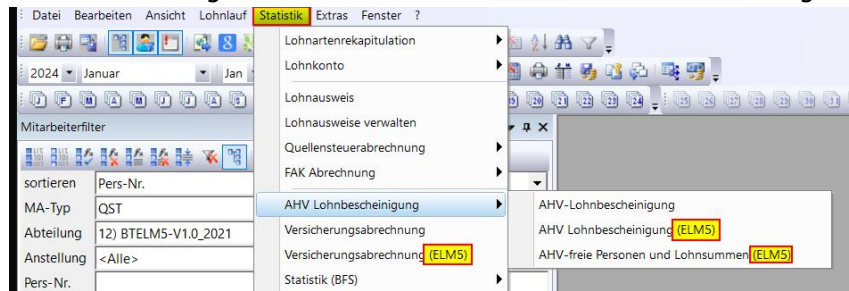 Datei Bearbeiten Ansicht Lohnlauf Statistik Extras Fenster ?
Lohnartenrekapitulation
2024 Januar Jan
Lohnkonto
Lohnausweis
Mitarbeiterfilter
Lohnausweise verwalten
Quellensteuerabrechnung
sortieren Pers-Nr.
FAK Abrechnung
MA-Typ QST
AHV Lohnbescheinigung
AHV-Lohnbescheinigung
Abteilung 12) BTELM5-V1.0_2021
Versicherungsabrechnung
AHV Lohnbescheinigung (ELM5)
Anstellung <Alle>
Versicherungsabrechnung (ELM5)
AHV-freie Personen und Lohnsummen (ELM5)
Pers-Nr.
Statistik (BFS)